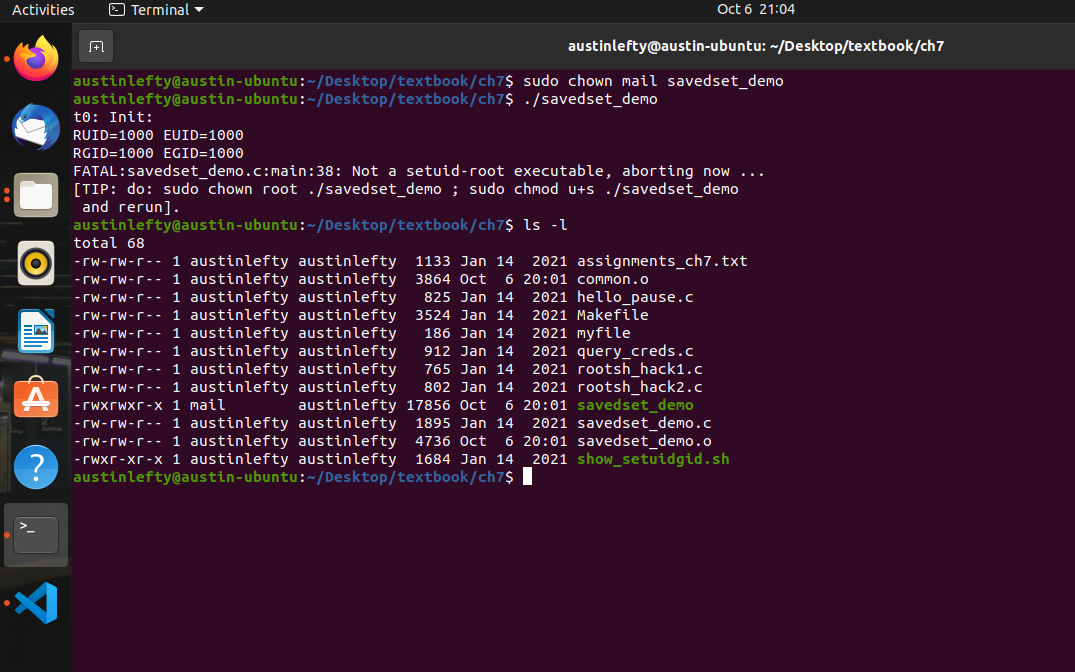 Activities Terminal Oct 6 21:04
austinlefty@austin-ubuntu: ~/Desktop/textbook/ch7
austinlefty@austin-ubuntu:~/Desktop/textbook/ch7$ sudo chown mail savedset_demo
austinlefty@austin-ubuntu:~/Desktop/textbook/ch7$ ./savedset_demo
t0: Init:
RUID=1000 EUID=1000
RGID=1000 EGID=1000
FATAL:savedset_demo.c:main:38: Not a setuid-root executable, aborting now ...
[TIP: do: sudo chown root ./savedset_demo ; sudo chmod u+s ./savedset_demo
 and rerun].
austinlefty@austin-ubuntu:~/Desktop/textbook/ch7$ ls -l
total 68
-rw-rw-r-- 1 austinlefty austinlefty  1133 Jan 14  2021 assignments_ch7.txt
-rw-rw-r-- 1 austinlefty austinlefty  3864 Oct  6 20:01 common.o
-rw-rw-r-- 1 austinlefty austinlefty   825 Jan 14  2021 hello_pause.c
-rw-rw-r-- 1 austinlefty austinlefty  3524 Jan 14  2021 Makefile
-rw-rw-r-- 1 austinlefty austinlefty   186 Jan 14  2021 myfile
-rw-rw-r-- 1 austinlefty austinlefty   912 Jan 14  2021 query_creds.c
-rw-rw-r-- 1 austinlefty austinlefty   765 Jan 14  2021 rootsh_hack1.c
-rw-rw-r-- 1 austinlefty austinlefty   802 Jan 14  2021 rootsh_hack2.c
-rwxrwxr-x 1 mail        austinlefty 17856 Oct  6 20:01 savedset_demo
-rw-rw-r-- 1 austinlefty austinlefty  1895 Jan 14  2021 savedset_demo.c
-rw-rw-r-- 1 austinlefty austinlefty  4736 Oct  6 20:01 savedset_demo.o
-rwxr-xr-x 1 austinlefty austinlefty  1684 Jan 14  2021 show_setuidgid.sh
austinlefty@austin-ubuntu:~/Desktop/textbook/ch7$